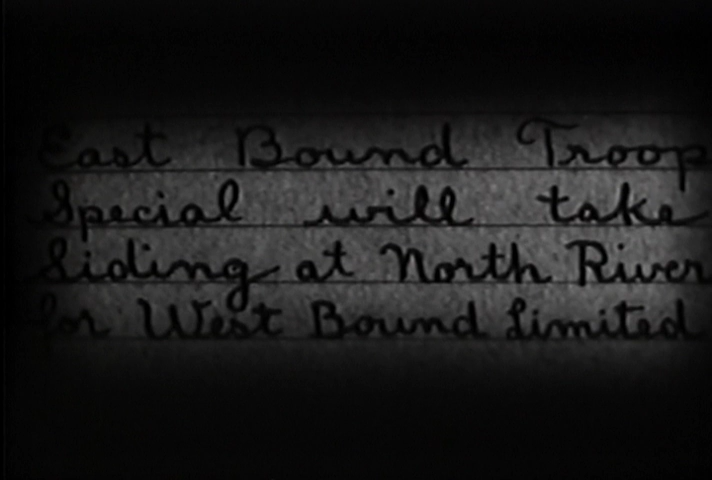 East Bound Troop
Special will take
Siding at North River
for West Bound Limited